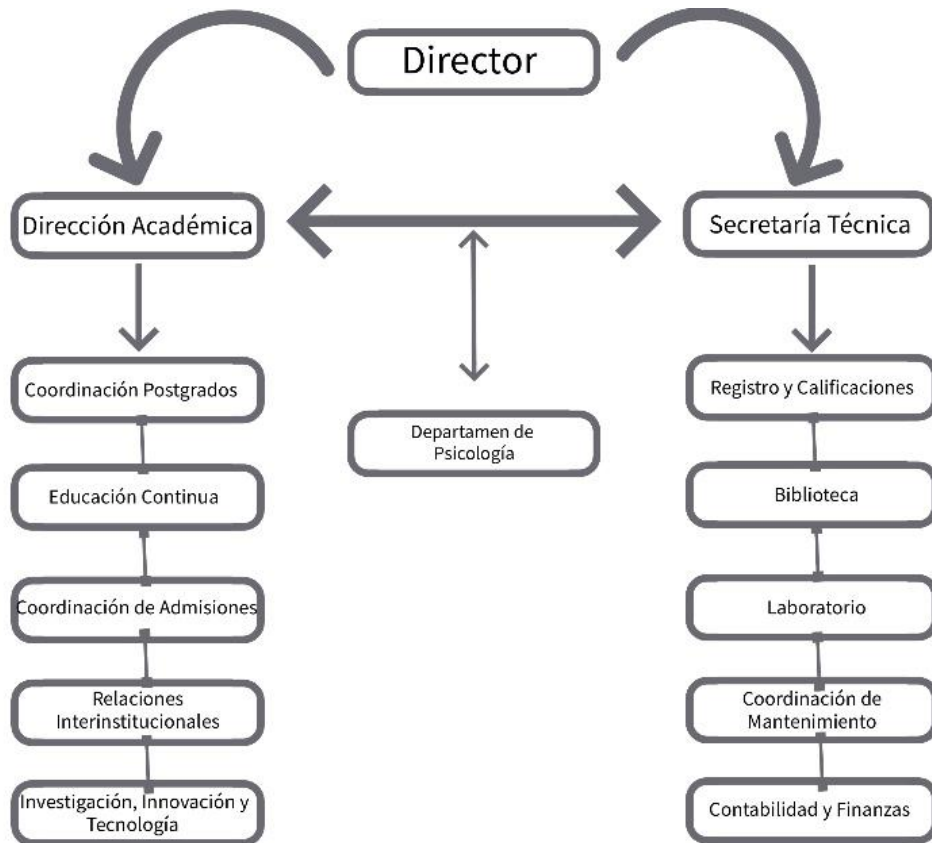 Director
Dirección Académica
Secretaría Técnica
Coordinación Postgrados
Educación Continua
Coordinación de Admisiones
Relaciones
Interinstitucionales
Investigación, Innovación y
Tecnología
Departamen de
Psicología
Registro y Calificaciones
Biblioteca
Laboratorio
Coordinación de
Mantenimiento
Contabilidad y Finanzas